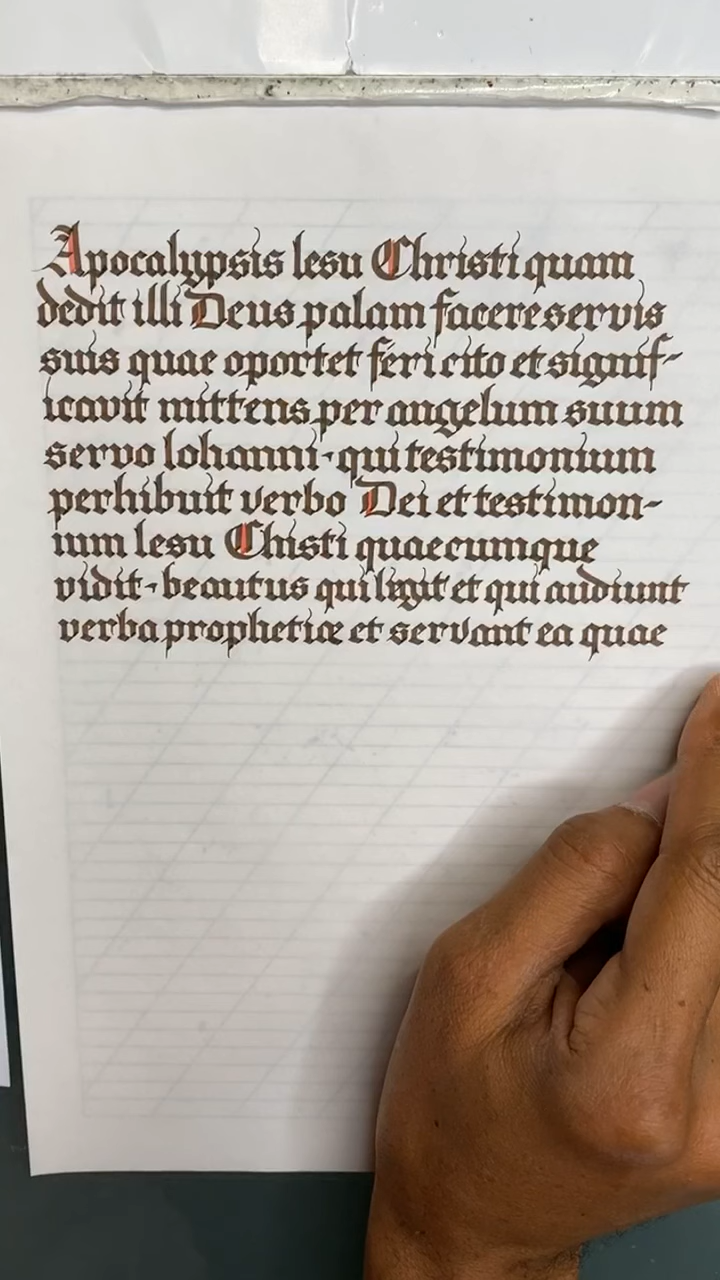 Apocalypsis Iesu Christi quam
dedit illi Deus palam facere servis
suis quae oportet fieri cito et signif-
icavit mittens per angelum suum
servo Iohanni · qui testimonium
perhibuit verbo Dei et testimon-
ium Iesu Chisti quaecumque
vidit · beautus qui ligit et qui audiunt
verba prophetiæ et servant ea quae